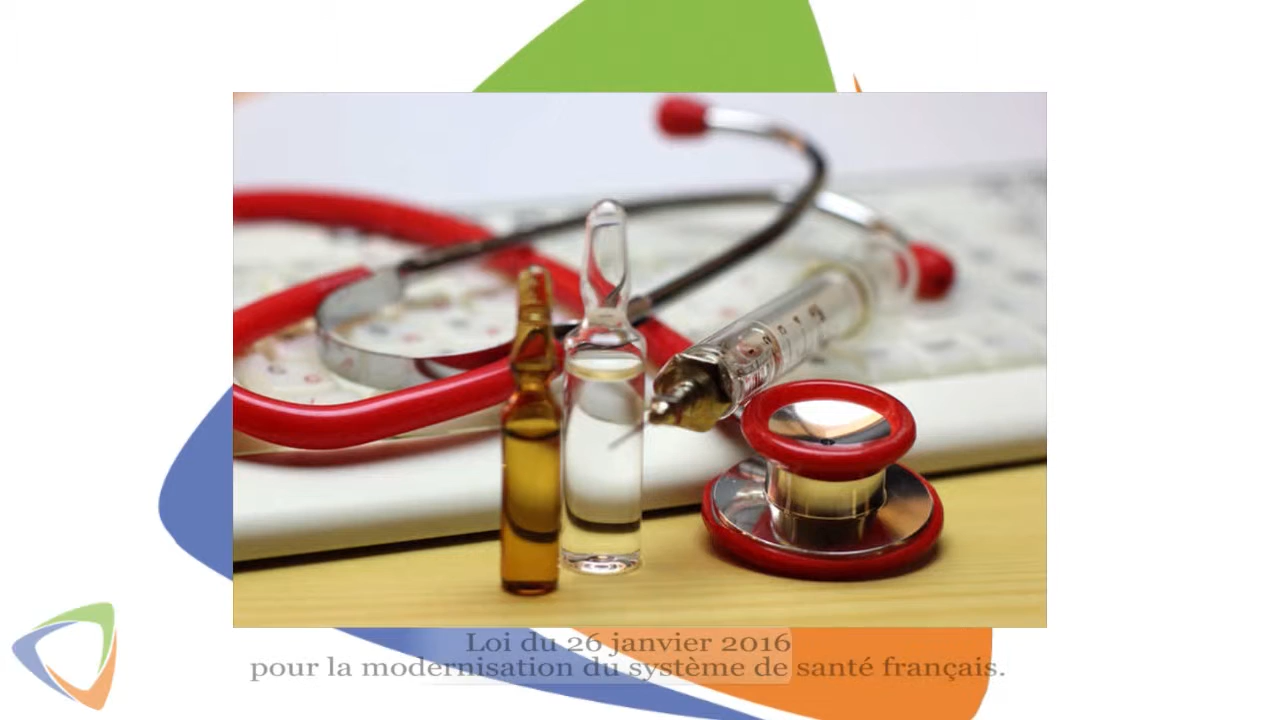 Loi du 26 janvier 2016
pour la modernisation du système de santé français.